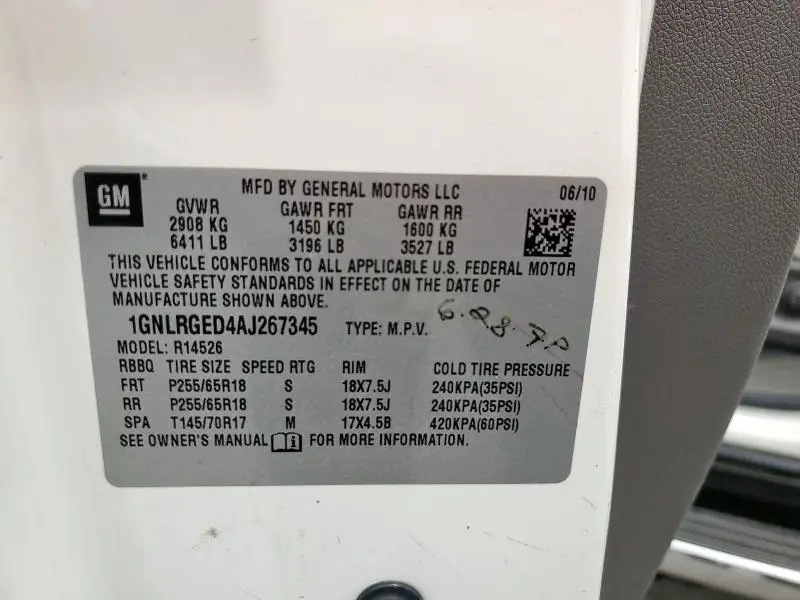 GM MFD BY GENERAL MOTORS LLC 06/10
GVWR GAWR FRT GAWR RR
2908 KG 1450 KG 1600 KG
6411 LB 3196 LB 3527 LB
THIS VEHICLE CONFORMS TO ALL APPLICABLE U.S. FEDERAL MOTOR
VEHICLE SAFETY STANDARDS IN EFFECT ON THE DATE OF
MANUFACTURE SHOWN ABOVE.
1GNLRGED4AJ267345 TYPE: M.P.V.
MODEL: R14526
RBBQ TIRE SIZE SPEED RTG RIM COLD TIRE PRESSURE
FRT P255/65R18 S 18X7.5J 240KPA(35PSI)
RR P255/65R18 S 18X7.5J 240KPA(35PSI)
SPA T145/70R17 M 17X4.5B 420KPA(60PSI)
SEE OWNER'S MANUAL FOR MORE INFORMATION.